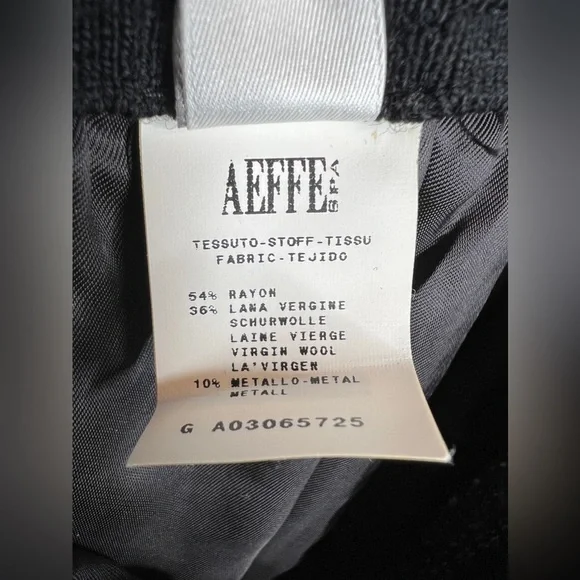 AEFFE SPA
TESSUTO-STOFF-TISSU
FABRIC-TEJIDO
54% RAYON
36% LANA VERGINE
SCHURWOLLE
LAINE VIERGE
VIRGIN WOOL
LA'VIRGEN
10% METALLO-METAL
METALL
G A03065725